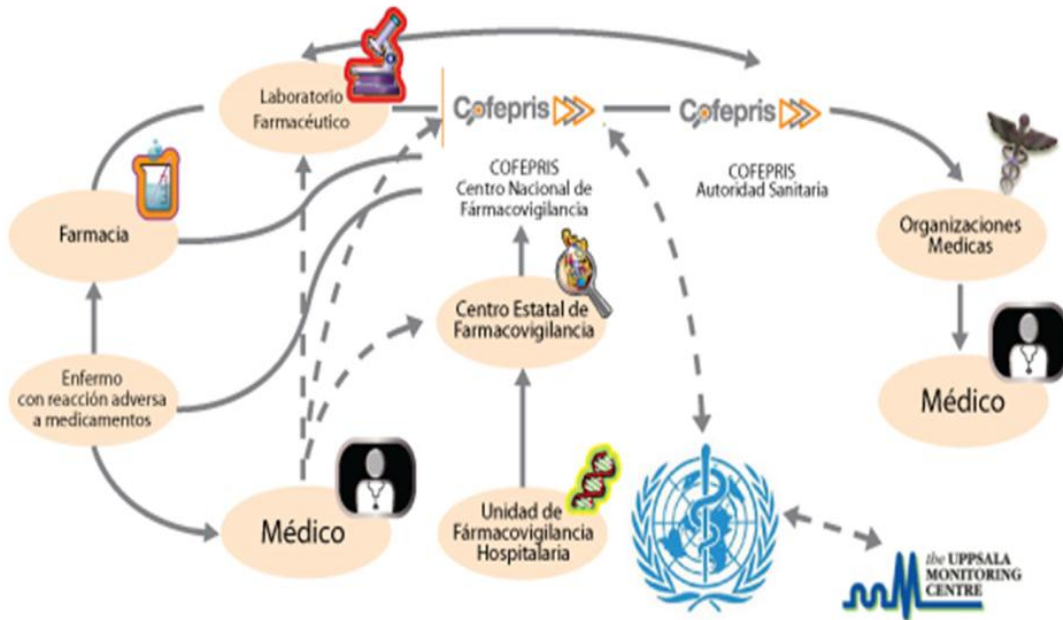 Laboratorio
Farmacéutico
Cofepris
Cofepris
COFEPRIS
Centro Nacional de
Fármacovigilancia
COFEPRIS
Autoridad Sanitaria
Farmacia
Organizaciones
Medicas
Centro Estatal de
Farmacovigilancia
Enfermo
con reacción adversa
a medicamentos
Médico
Médico
Unidad de
Fármacovigilancia
Hospitalaria
the UPPSALA
MONITORING
CENTRE